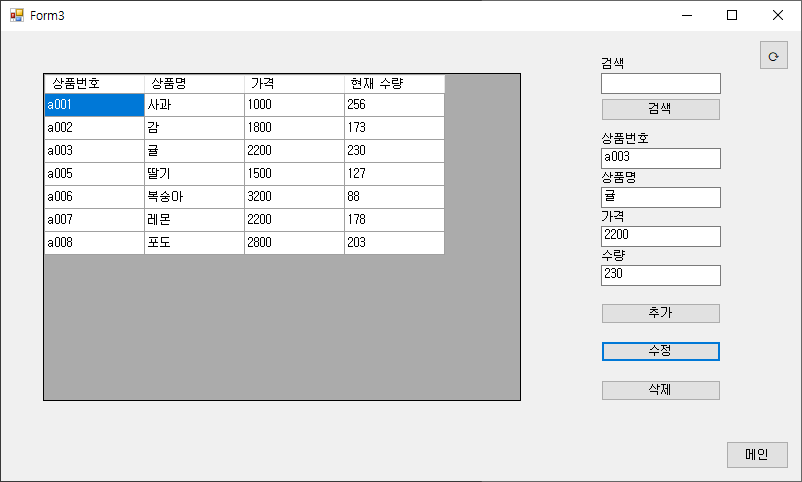 Form3
상품번호 상품명 가격 현재 수량
a001 사과 1000 256
a002 감 1800 173
a003 귤 2200 230
a005 딸기 1500 127
a006 복숭아 3200 88
a007 레몬 2200 178
a008 포도 2800 203
검색
검색
상품번호
a003
상품명
귤
가격
2200
수량
230
추가
수정
삭제
메인